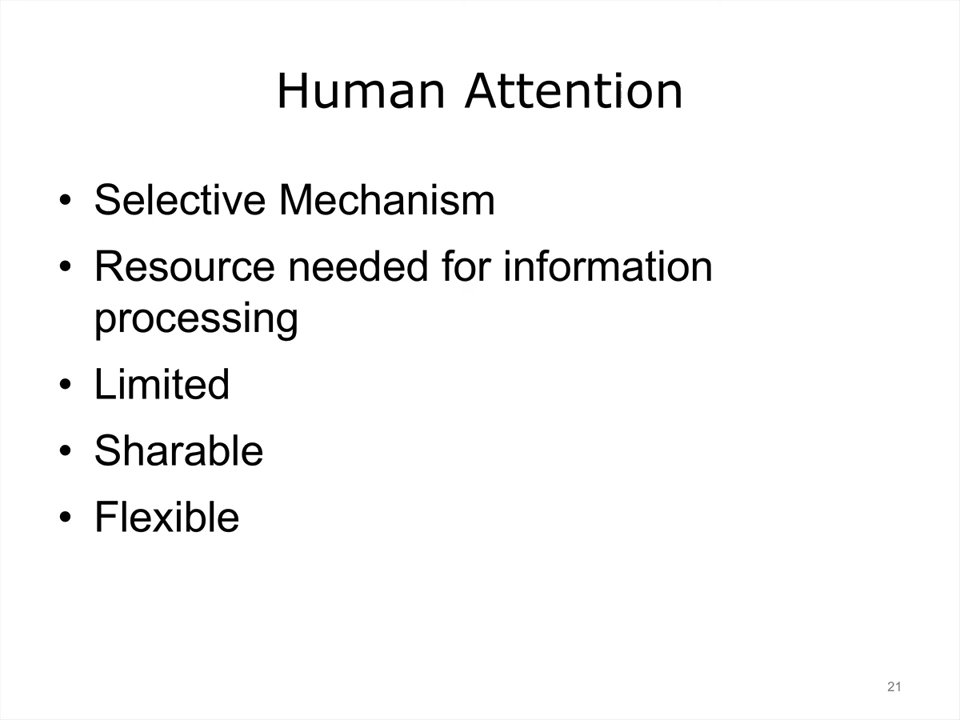 Human Attention
• Selective Mechanism
• Resource needed for information
processing
• Limited
• Sharable
• Flexible
21